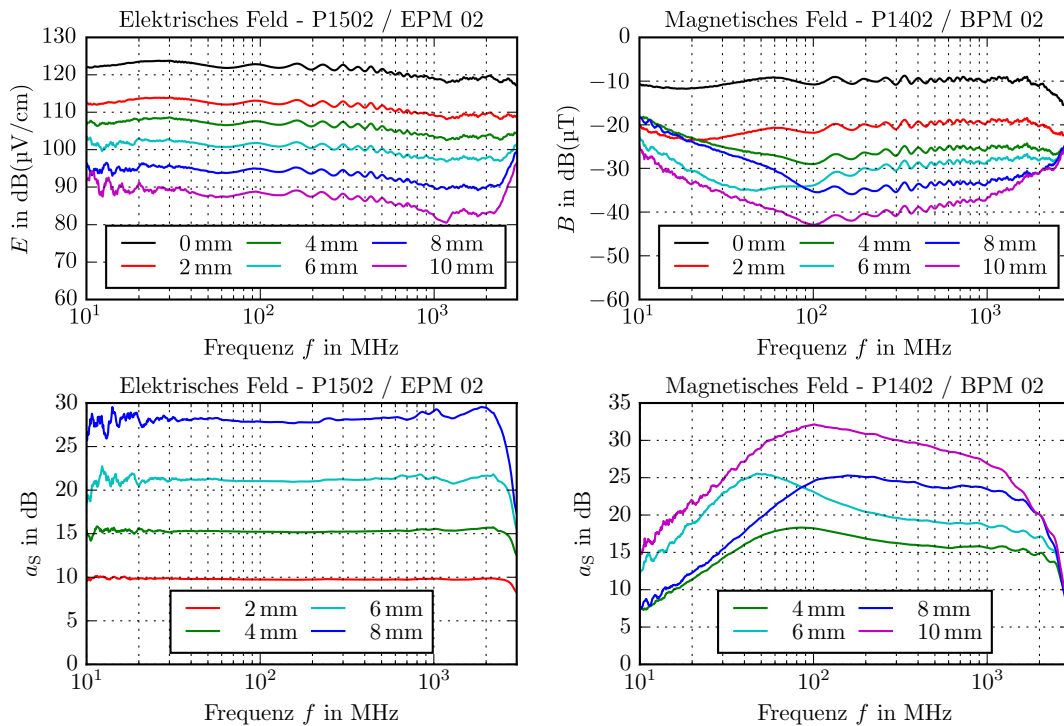 Elektrisches Feld - P1502 / EPM 02
130
120
110
100
90
80
70
60
E in dB(µV/cm)
0 mm
2 mm
4 mm
6 mm
8 mm
10 mm
10¹
10²
10³
Frequenz f in MHz
Magnetisches Feld - P1402 / BPM 02
0
−10
−20
−30
−40
−50
−60
B in dB(µT)
0 mm
2 mm
4 mm
6 mm
8 mm
10 mm
10¹
10²
10³
Frequenz f in MHz
Elektrisches Feld - P1502 / EPM 02
30
25
20
15
10
5
0
aS in dB
2 mm
4 mm
6 mm
8 mm
10¹
10²
10³
Frequenz f in MHz
Magnetisches Feld - P1402 / BPM 02
35
30
25
20
15
10
5
0
aS in dB
4 mm
6 mm
8 mm
10 mm
10¹
10²
10³
Frequenz f in MHz